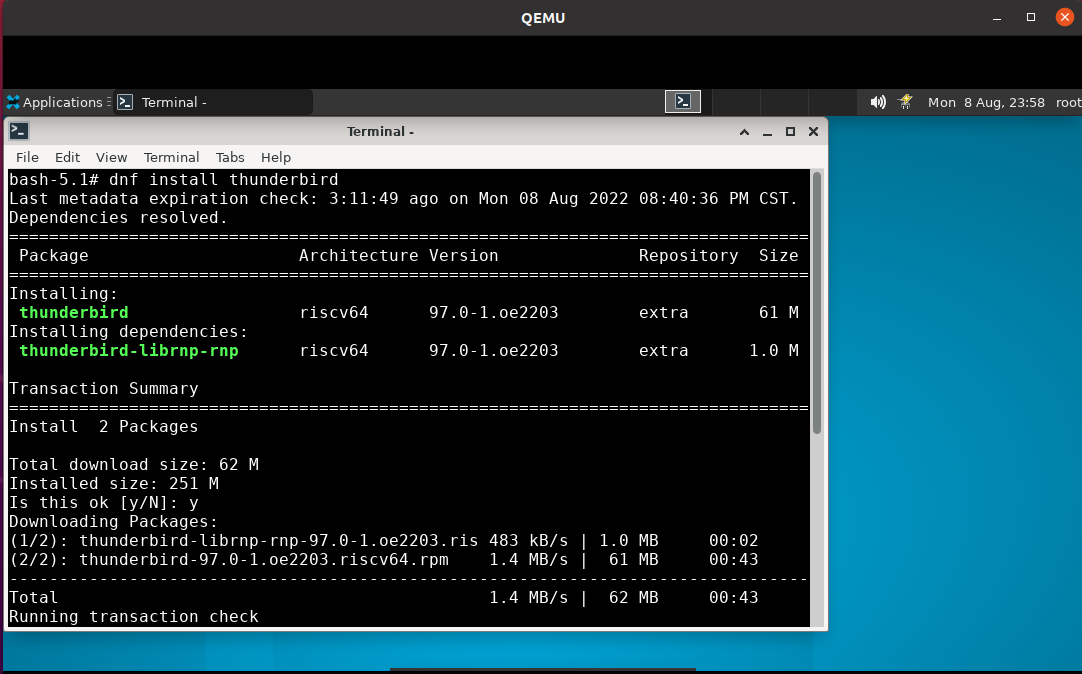 QEMU
Applications Terminal - Mon 8 Aug, 23:58 root
Terminal -
File Edit View Terminal Tabs Help
bash-5.1# dnf install thunderbird
Last metadata expiration check: 3:11:49 ago on Mon 08 Aug 2022 08:40:36 PM CST.
Dependencies resolved.
================================================================================
 Package                     Architecture Version              Repository  Size
================================================================================
Installing:
 thunderbird                 riscv64      97.0-1.oe2203        extra       61 M
Installing dependencies:
 thunderbird-librnp-rnp      riscv64      97.0-1.oe2203        extra      1.0 M

Transaction Summary
================================================================================
Install  2 Packages

Total download size: 62 M
Installed size: 251 M
Is this ok [y/N]: y
Downloading Packages:
(1/2): thunderbird-librnp-rnp-97.0-1.oe2203.ris 483 kB/s | 1.0 MB     00:02
(2/2): thunderbird-97.0-1.oe2203.riscv64.rpm    1.4 MB/s |  61 MB     00:43
--------------------------------------------------------------------------------
Total                                           1.4 MB/s |  62 MB     00:43
Running transaction check